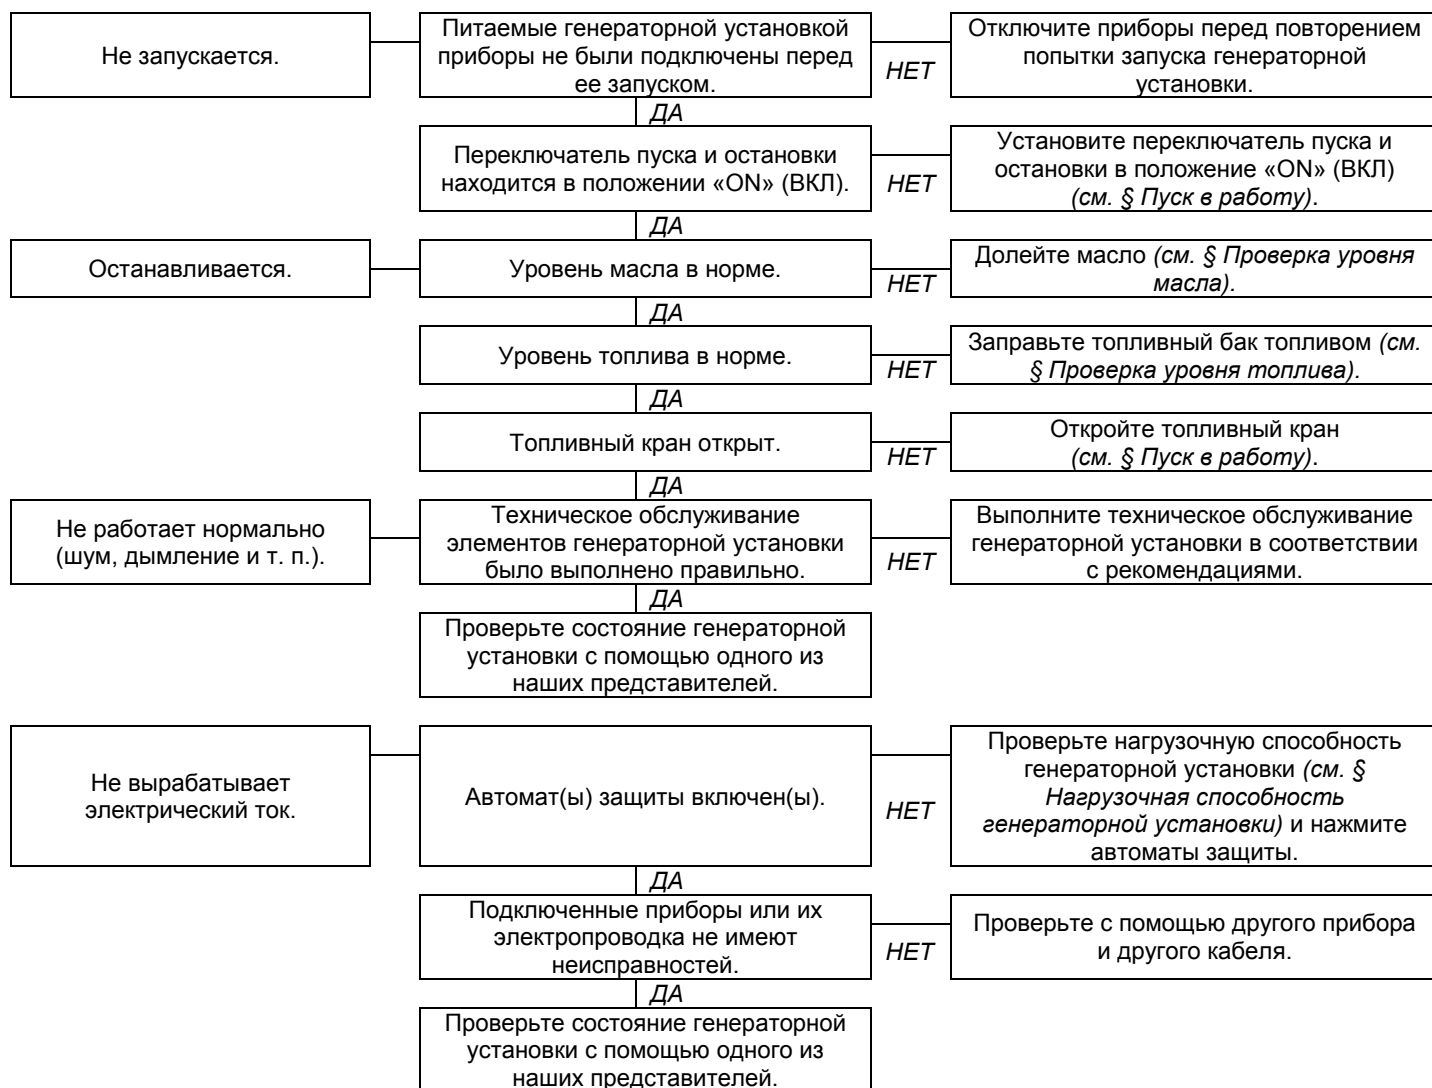 Не запускается.
Питаемые генераторной установкой
приборы не были подключены перед
ее запуском.
НЕТ
Отключите приборы перед повторением
попытки запуска генераторной
установки.
ДА
Переключатель пуска и остановки
находится в положении «ON» (ВКЛ).
НЕТ
Установите переключатель пуска и
остановки в положение «ON» (ВКЛ)
(см. § Пуск в работу).
ДА
Останавливается.
Уровень масла в норме.
НЕТ
Долейте масло (см. § Проверка уровня
масла).
ДА
Уровень топлива в норме.
НЕТ
Заправьте топливный бак топливом (см.
§ Проверка уровня топлива).
ДА
Топливный кран открыт.
НЕТ
Откройте топливный кран
(см. § Пуск в работу).
ДА
Не работает нормально
(шум, дымление и т. п.).
Техническое обслуживание
элементов генераторной установки
было выполнено правильно.
НЕТ
Выполните техническое обслуживание
генераторной установки в соответствии
с рекомендациями.
ДА
Проверьте состояние генераторной
установки с помощью одного из
наших представителей.
Не вырабатывает
электрический ток.
Автомат(ы) защиты включен(ы).
НЕТ
Проверьте нагрузочную способность
генераторной установки (см. §
Нагрузочная способность
генераторной установки) и нажмите
автоматы защиты.
ДА
Подключенные приборы или их
электропроводка не имеют
неисправностей.
НЕТ
Проверьте с помощью другого прибора
и другого кабеля.
ДА
Проверьте состояние генераторной
установки с помощью одного из
наших представителей.